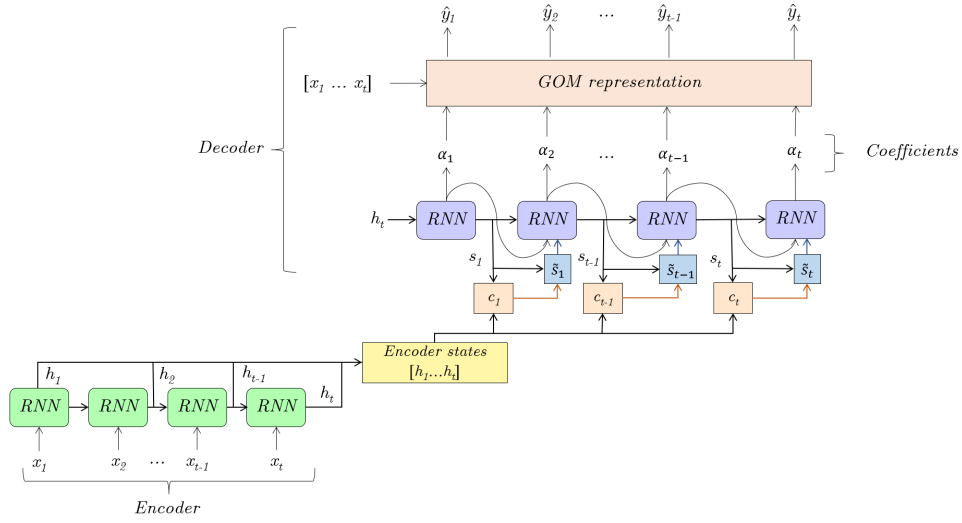 ŷ₁ ŷ₂ ... ŷₜ₋₁ ŷₜ
[x₁ ... xₜ]
GOM representation
Decoder
α₁ α₂ ... αₜ₋₁ αₜ
Coefficients
hₜ
RNN RNN RNN RNN
s₁ s̃₁ sₜ₋₁ s̃ₜ₋₁ sₜ s̃ₜ
c₁ cₜ₋₁ cₜ
Encoder states
[h₁...hₜ]
h₁ h₂ hₜ₋₁ hₜ
RNN RNN RNN RNN
x₁ x₂ ... xₜ₋₁ xₜ
Encoder